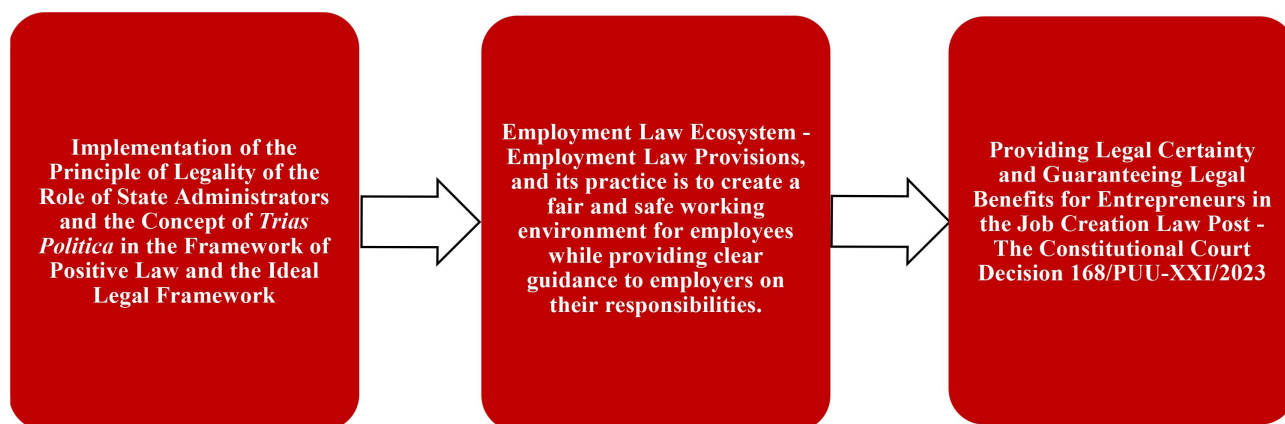 Implementation of the
Principle of Legality of the
Role of State Administrators
and the Concept of Trias
Politica in the Framework of
Positive Law and the Ideal
Legal Framework
Employment Law Ecosystem -
Employment Law Provisions,
and its practice is to create a
fair and safe working
environment for employees
while providing clear
guidance to employers on
their responsibilities.
Providing Legal Certainty
and Guaranteeing Legal
Benefits for Entrepreneurs in
the Job Creation Law Post -
The Constitutional Court
Decision 168/PUU-XXI/2023